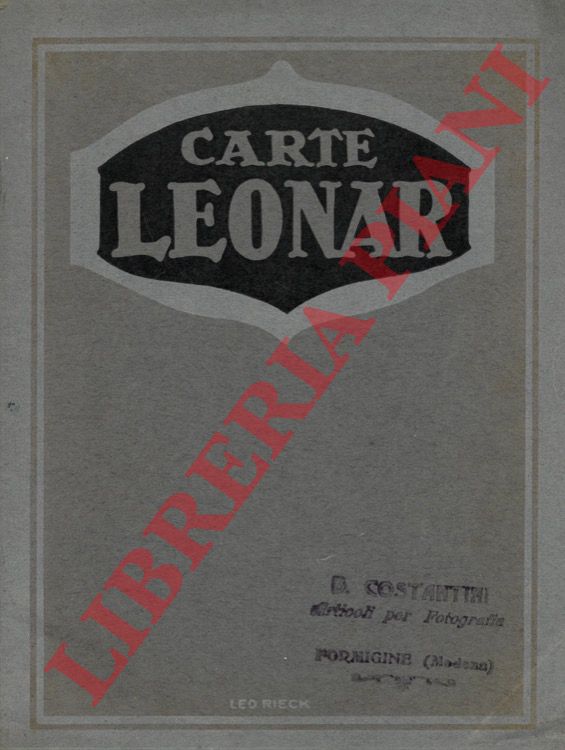 CARTE
LEONAR
LIBRERIA PIANI
D. COSTANTINI
Articoli per Fotografia
FORMIGINE (Modena)
LEO RIECK